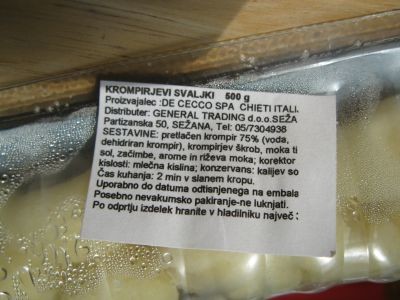 KROMPIRJEVI SVALJKI 500 g
Proizvajalec :DE CECCO SPA CHIETI ITALI
Distributer: GENERAL TRADING d.o.o.SEŽA
Partizanska 50, SEŽANA, Tel: 05/7304938
SESTAVINE: pretlačen krompir 75% (voda,
dehidriran krompir), krompirjev škrob, moka ti
sol, začimbe, arome in riževa moka; korektor
kislosti: mlečna kislina; konzervans: kalijev so
Čas kuhanja: 2 min v slanem kropu.
Uporabno do datuma odtisnjenega na embala
Posebno nevakumsko pakiranje-ne luknjati.
Po odprtju izdelek hranite v hladilniku največ